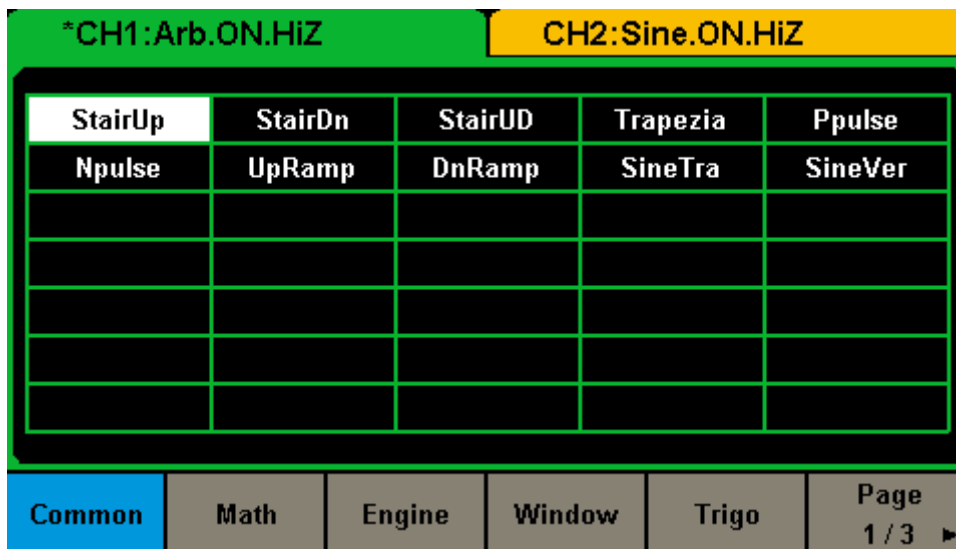 *CH1:Arb.ON.HiZ CH2:Sine.ON.HiZ
StairUp StairDn StairUD Trapezia Ppulse
Npulse UpRamp DnRamp SineTra SineVer
Common Math Engine Window Trigo Page
1 / 3 ►